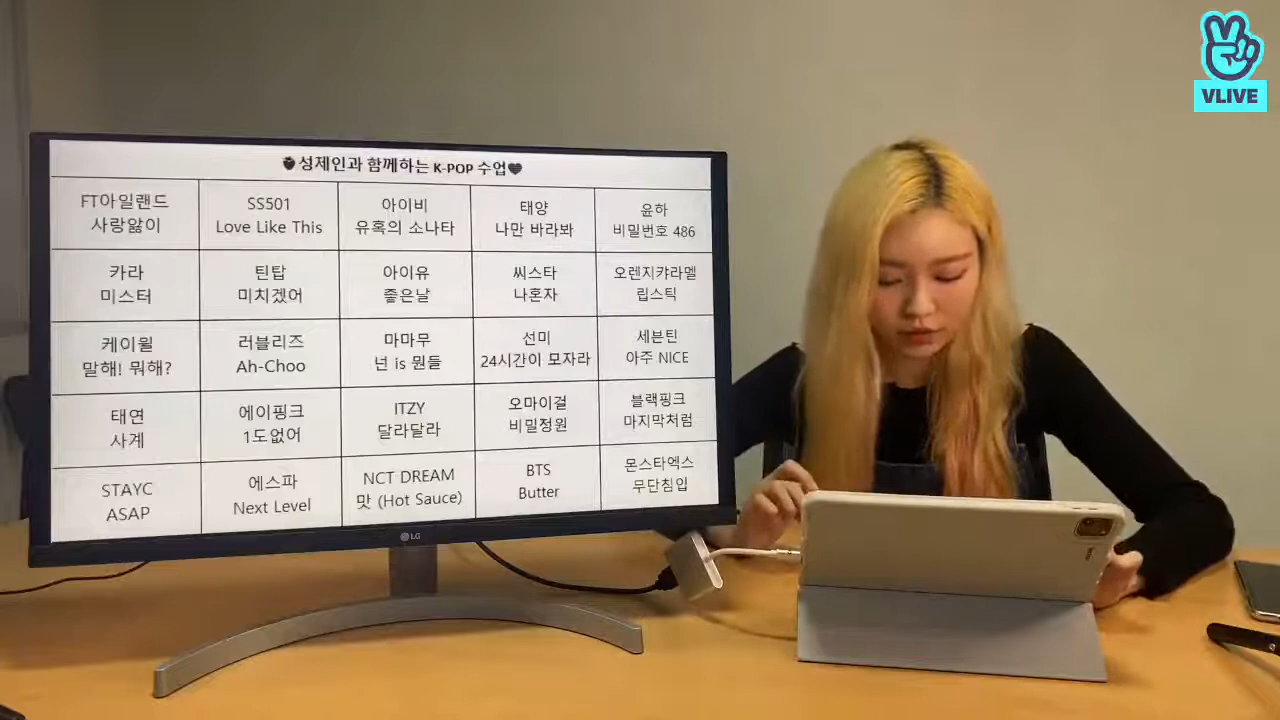 VLIVE
성제인과 함께하는 K-POP 수업
FT아일랜드
사랑앓이
SS501
Love Like This
아이비
유혹의 소나타
태양
나만 바라봐
윤하
비밀번호 486
카라
미스터
틴탑
미치겠어
아이유
좋은날
씨스타
나혼자
오렌지캬라멜
립스틱
케이윌
말해! 뭐해?
러블리즈
Ah-Choo
마마무
넌 is 뭔들
선미
24시간이 모자라
세븐틴
아주 NICE
태연
사계
에이핑크
1도없어
ITZY
달라달라
오마이걸
비밀정원
블랙핑크
마지막처럼
STAYC
ASAP
에스파
Next Level
NCT DREAM
맛 (Hot Sauce)
BTS
Butter
몬스타엑스
무단침입
LG